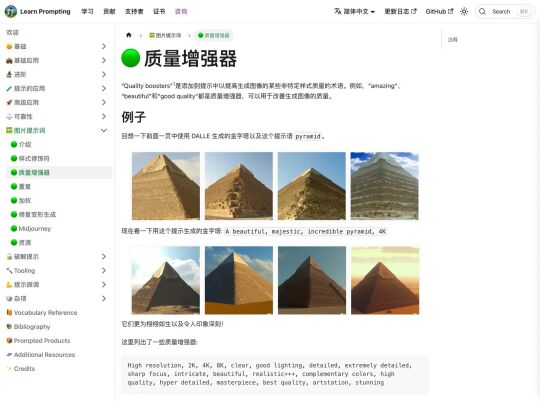 Learn Prompting 学习 贡献 支持者 证书 咨询 简体中文 更新日志 GitHub Search ⌘K
欢迎
😃 基础
💼 基础应用
🧙‍♂️ 进阶
🧪 提示的应用
🚀 高级应用
⚖️ 可靠性
🖼️ 图片提示词
🟢 介绍
🟢 样式修饰符
🟢 质量增强器
🟢 重复
🟢 加权
🟢 修复变形生成
🟢 Midjourney
🟢 资源
🔓 破解提示
🔨 Tooling
💪 提示微调
🎲 杂项
📙 Vocabulary Reference
📚 Bibliography
📦 Prompted Products
🛸 Additional Resources
✨ Credits
🖼️ 图片提示词 🟢 质量增强器
🟢 质量增强器
注释
“Quality boosters”¹是添加到提示中以提高生成图像的某些非特定样式质量的术语。例如，“amazing”、
“beautiful”和“good quality”都是质量增强器，可以用于改善生成图像的质量。
例子
回想一下前面一页中使用 DALLE 生成的金字塔以及这个提示语 pyramid。
现在看一下用这个提示生成的金字塔: A beautiful, majestic, incredible pyramid, 4K
它们更为栩栩如生以及令人印象深刻！
这里列出了一些质量增强器:
High resolution, 2K, 4K, 8K, clear, good lighting, detailed, extremely detailed,
sharp focus, intricate, beautiful, realistic+++, complementary colors, high
quality, hyper detailed, masterpiece, best quality, artstation, stunning